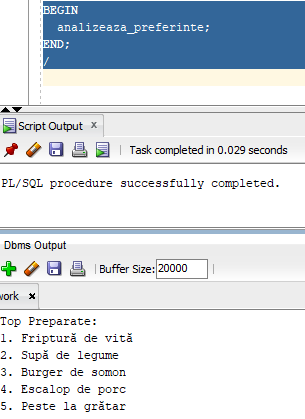 BEGIN
analizeaza_preferinte;
END;
/
Script Output x
Task completed in 0.029 seconds
PL/SQL procedure successfully completed.
Dbms Output
Buffer Size: 20000
work x
Top Preparate:
1. Friptură de vită
2. Supă de legume
3. Burger de somon
4. Escalop de porc
5. Peste la grătar